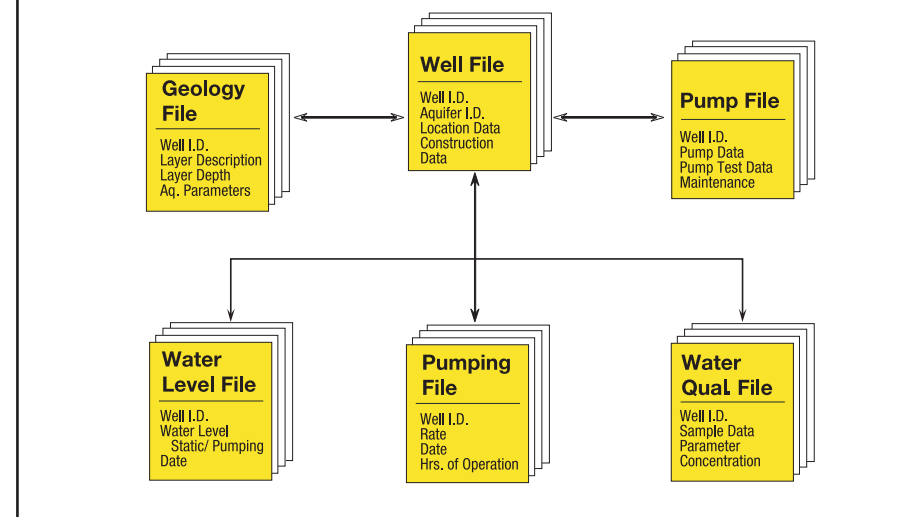 Geology
File
Well I.D.
Layer Description
Layer Depth
Aq. Parameters
Well File
Well I.D.
Aquifer I.D.
Location Data
Construction
Data
Pump File
Well I.D.
Pump Data
Pump Test Data
Maintenance
Water
Level File
Well I.D.
Water Level
Static/ Pumping
Date
Pumping
File
Well I.D.
Rate
Date
Hrs. of Operation
Water
Qual. File
Well I.D.
Sample Data
Parameter
Concentration